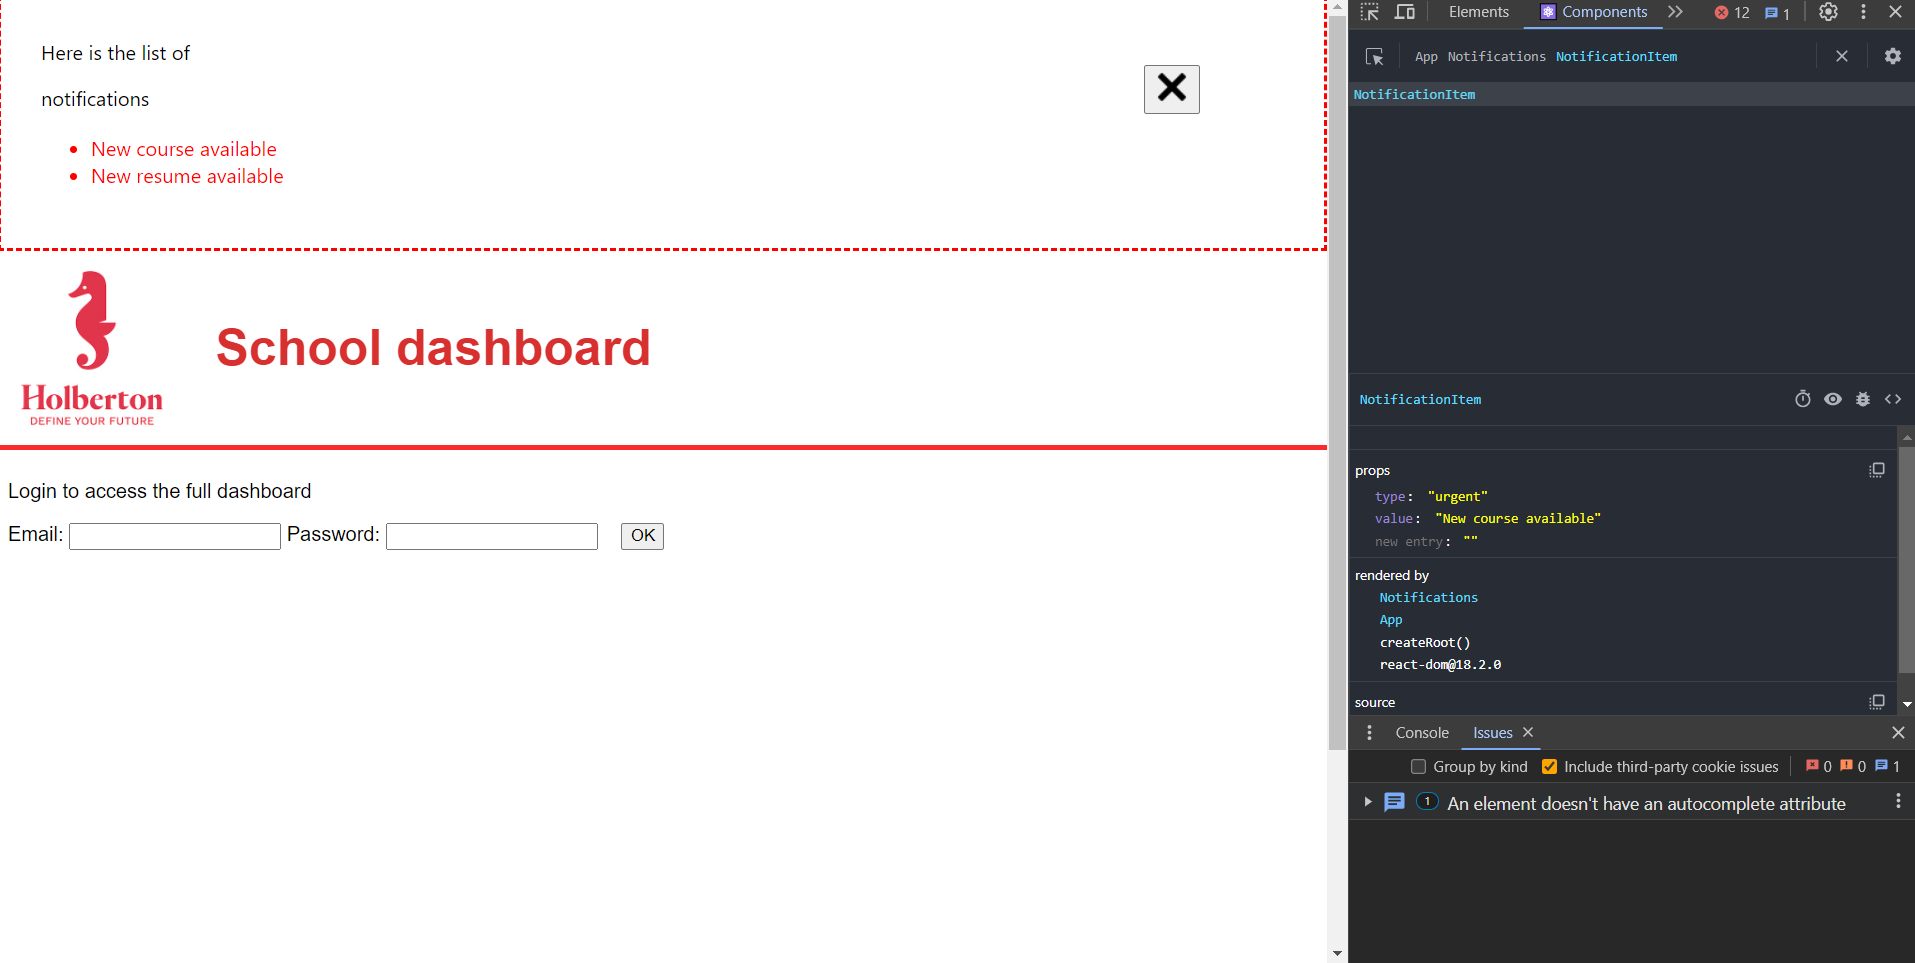 Here is the list of
notifications
New course available
New resume available
Holberton
DEFINE YOUR FUTURE
School dashboard
Login to access the full dashboard
Email: Password: OK
Elements Components 12 1
App Notifications NotificationItem
NotificationItem
NotificationItem
props
type: "urgent"
value: "New course available"
new entry: ""
rendered by
Notifications
App
createRoot()
react-dom@18.2.0
source
Console Issues
Group by kind Include third-party cookie issues 0 0 1
1 An element doesn't have an autocomplete attribute